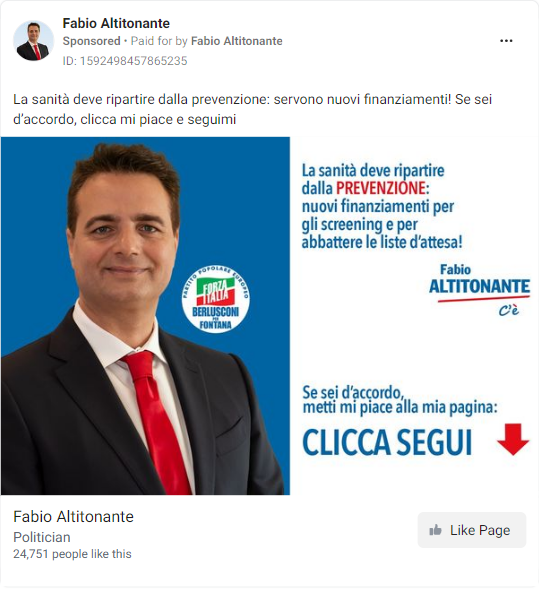 Fabio Altitonante
Sponsored • Paid for by Fabio Altitonante
ID: 1592498457865235
La sanità deve ripartire dalla prevenzione: servono nuovi finanziamenti! Se sei
d’accordo, clicca mi piace e seguimi
La sanità deve ripartire
dalla PREVENZIONE:
nuovi finanziamenti per
gli screening e per
abbattere le liste d’attesa!
Fabio
ALTITONANTE
C’è
PARTITO POPOLARE EUROPEO
FORZA
ITALIA
BERLUSCONI
PER
FONTANA
Se sei d’accordo,
metti mi piace alla mia pagina:
CLICCA SEGUI
Fabio Altitonante
Politician
24,751 people like this
Like Page